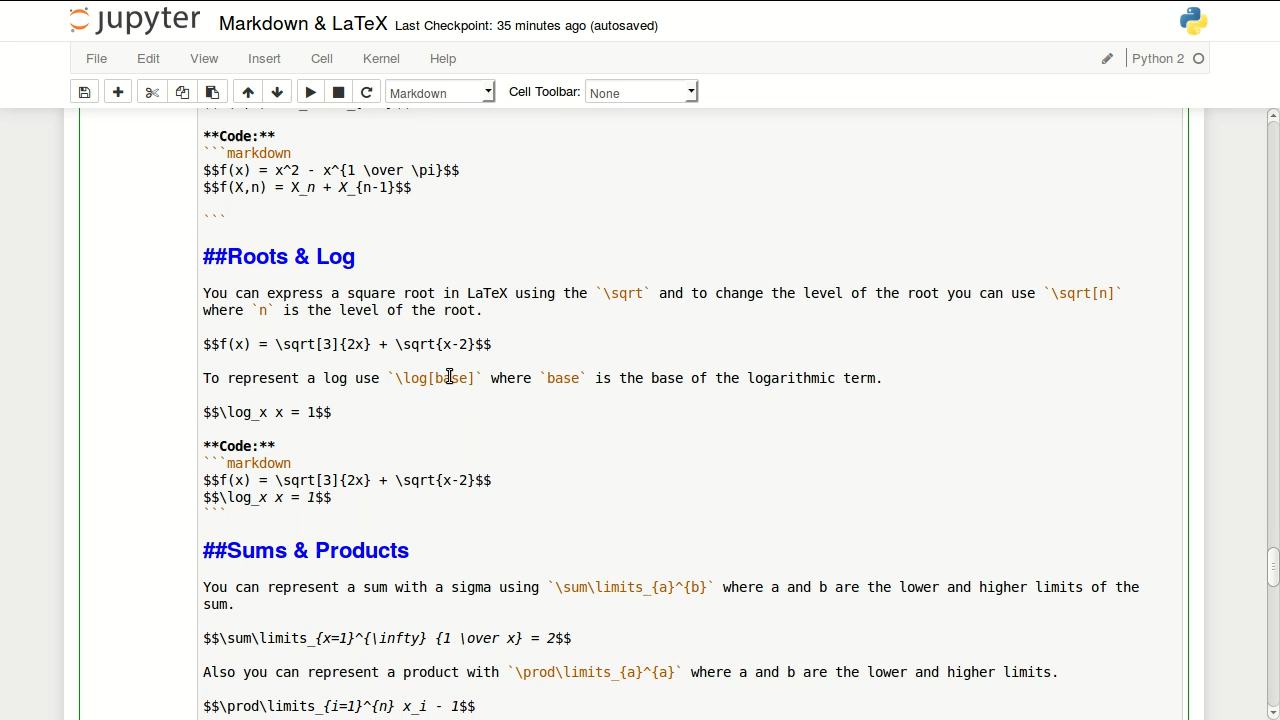 jupyter Markdown & LaTeX Last Checkpoint: 35 minutes ago (autosaved)
File Edit View Insert Cell Kernel Help Python 2
Markdown Cell Toolbar: None
**Code:**
```markdown
$$f(x) = x^2 - x^{1 \over \pi}$$
$$f(X,n) = X_n + X_{n-1}$$
```
##Roots & Log
You can express a square root in LaTeX using the `\sqrt` and to change the level of the root you can use `\sqrt[n]`
where `n` is the level of the root.
$$f(x) = \sqrt[3]{2x} + \sqrt{x-2}$$
To represent a log use `\log[base]` where `base` is the base of the logarithmic term.
$$\log_x x = 1$$
**Code:**
```markdown
$$f(x) = \sqrt[3]{2x} + \sqrt{x-2}$$
$$\log_x x = 1$$
```
##Sums & Products
You can represent a sum with a sigma using `\sum\limits_{a}^{b}` where a and b are the lower and higher limits of the
sum.
$$\sum\limits_{x=1}^{\infty} {1 \over x} = 2$$
Also you can represent a product with `\prod\limits_{a}^{a}` where a and b are the lower and higher limits.
$$\prod\limits_{i=1}^{n} x_i - 1$$